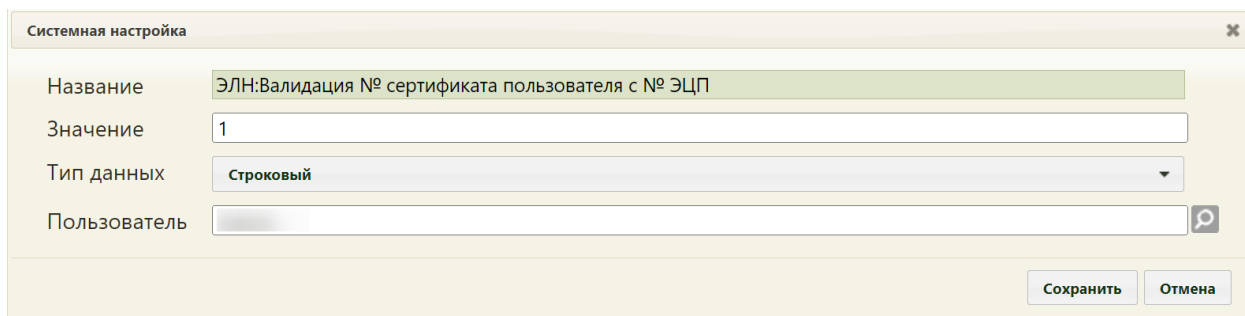 Системная настройка
Название ЭЛН:Валидация № сертификата пользователя с № ЭЦП
Значение 1
Тип данных Строковый
Пользователь
Сохранить Отмена